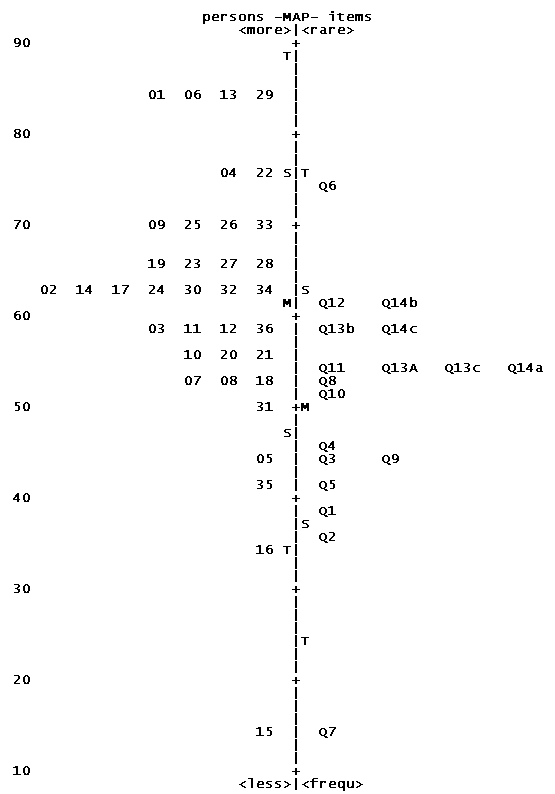 persons -MAP- items
<more>|<rare>
90 +
T|
|
01 06 13 29 |
80 +
04 22 S|T
| Q6
70 09 25 26 33 +
19 23 27 28 |
02 14 17 24 30 32 34 |S
M| Q12 Q14b
60 +
03 11 12 36 | Q13b Q14c
10 20 21 |
| Q11 Q13A Q13c Q14a
07 08 18 | Q8
| Q10
50 31 +M
S|
| Q4
05 | Q3 Q9
35 | Q5
40 +
| Q1
|S
| Q2
16 T|
30 +
|T
20 +
15 | Q7
10 +
<less>|<frequ>